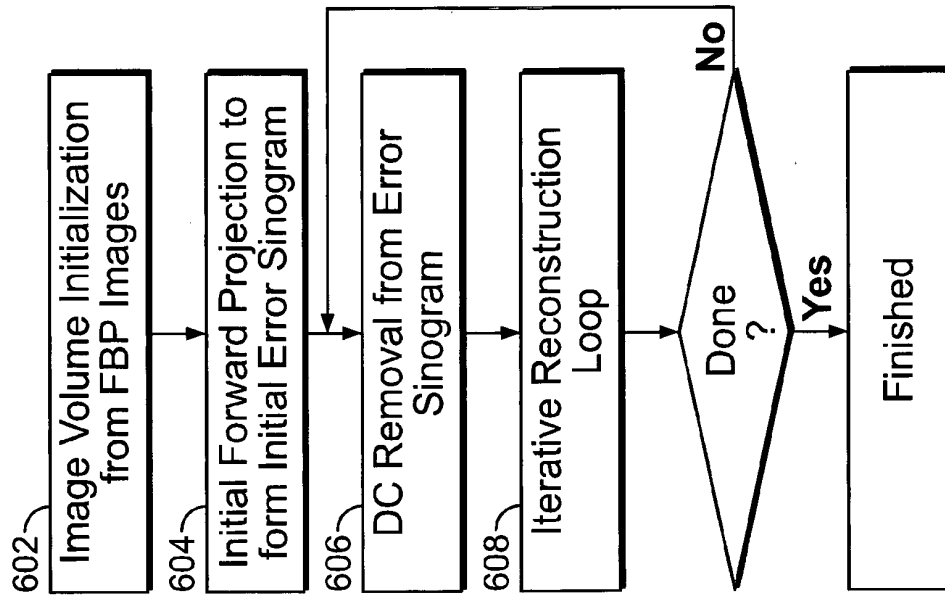 602
Image Volume Initialization
from FBP Images
604
Initial Forward Projection to
form Initial Error Sinogram
606
DC Removal from Error
Sinogram
608
Iterative Reconstruction
Loop
Done
?
No
Yes
Finished